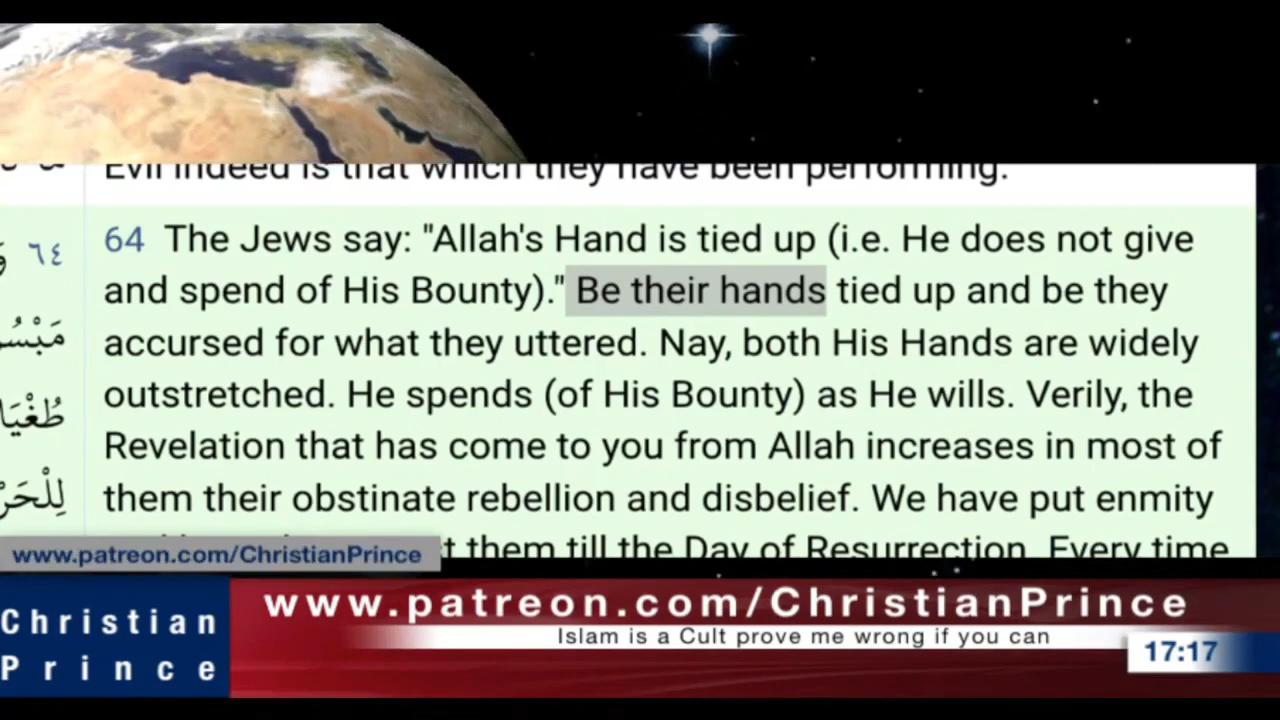 Evil indeed is that which they have been performing.
64 The Jews say: "Allah's Hand is tied up (i.e. He does not give
and spend of His Bounty)." Be their hands tied up and be they
accursed for what they uttered. Nay, both His Hands are widely
outstretched. He spends (of His Bounty) as He wills. Verily, the
Revelation that has come to you from Allah increases in most of
them their obstinate rebellion and disbelief. We have put enmity
them till the Day of Resurrection. Every time
٦٤
مَبْسُو
طُغْيَا
لِلْحَرْ
www.patreon.com/ChristianPrince
Christian
Prince
www.patreon.com/ChristianPrince
Islam is a Cult prove me wrong if you can
17:17